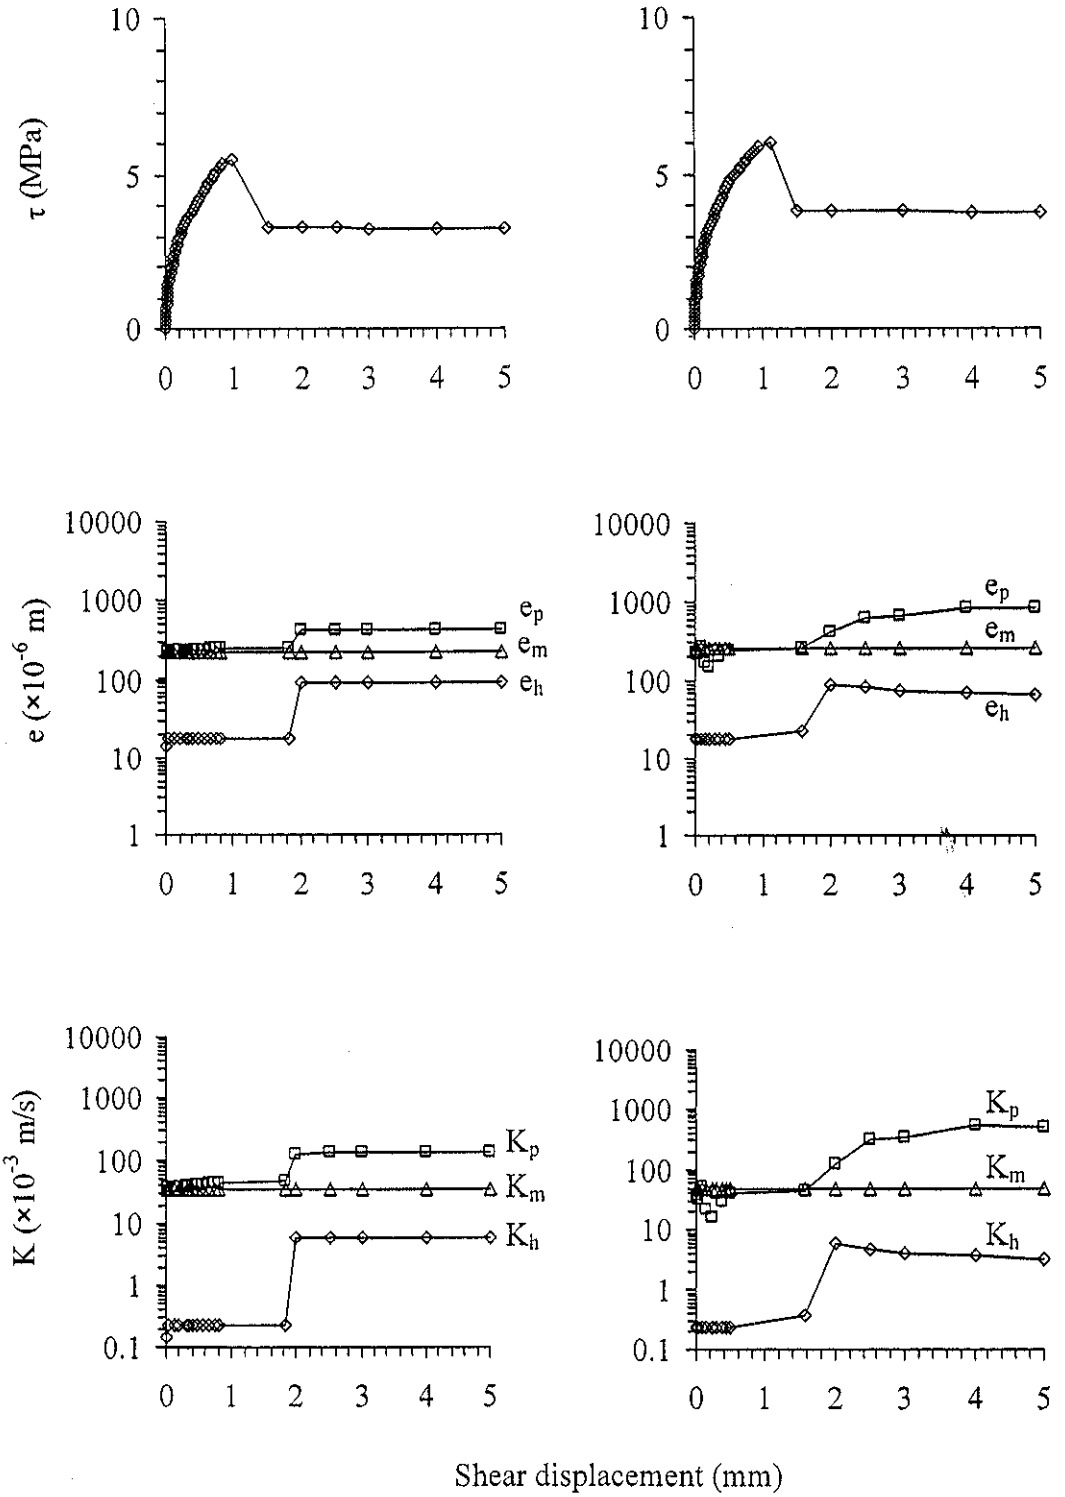 10
5
0
τ (MPa)
0 1 2 3 4 5
10
5
0
0 1 2 3 4 5
10000
1000
100
10
1
e (×10⁻⁶ m)
e_p
e_m
e_h
0 1 2 3 4 5
10000
1000
100
10
1
e_p
e_m
e_h
0 1 2 3 4 5
10000
1000
100
10
1
0.1
K (×10⁻³ m/s)
K_p
K_m
K_h
0 1 2 3 4 5
10000
1000
100
10
1
0.1
K_p
K_m
K_h
0 1 2 3 4 5
Shear displacement (mm)